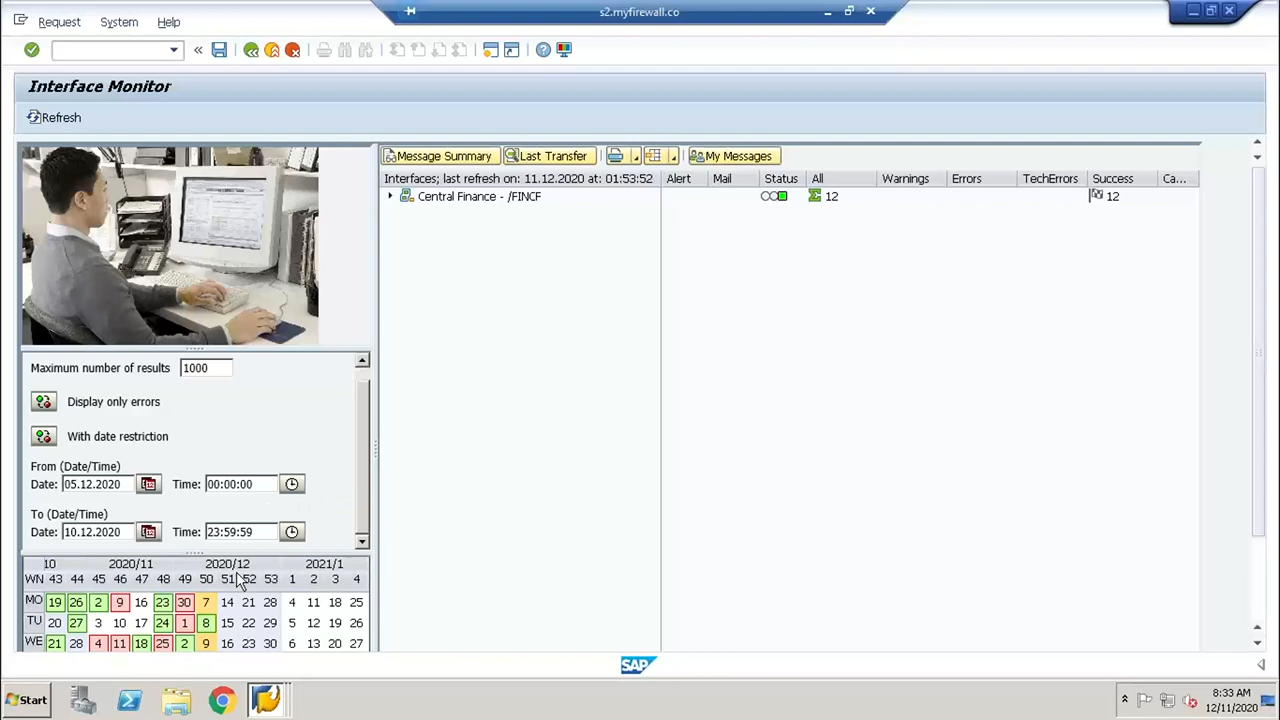 s2.myfirewall.co
Request System Help
Interface Monitor
Refresh
Message Summary Last Transfer My Messages
Interfaces; last refresh on: 11.12.2020 at: 01:53:52 Alert Mail Status All Warnings Errors TechErrors Success Ca...
Central Finance - /FINCF 12 12
Maximum number of results 1000
Display only errors
With date restriction
From (Date/Time)
Date: 05.12.2020 Time: 00:00:00
To (Date/Time)
Date: 10.12.2020 Time: 23:59:59
10 2020/11 2020/12 2021/1
WN 43 44 45 46 47 48 49 50 51 52 53 1 2 3 4
MO 19 26 2 9 16 23 30 7 14 21 28 4 11 18 25
TU 20 27 3 10 17 24 1 8 15 22 29 5 12 19 26
WE 21 28 4 11 18 25 2 9 16 23 30 6 13 20 27
SAP
Start
8:33 AM
12/11/2020